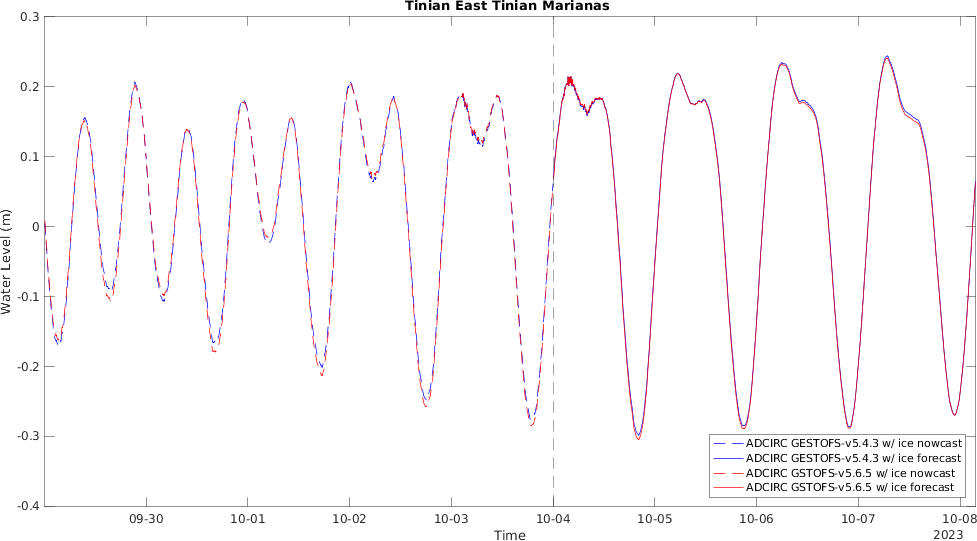 Tinian East Tinian Marianas
0.3
0.2
0.1
0
-0.1
-0.2
-0.3
-0.4
Water Level (m)
09-30
10-01
10-02
10-03
10-04
10-05
10-06
10-07
10-08
2023
Time
ADCIRC GESTOFS-v5.4.3 w/ ice nowcast
ADCIRC GESTOFS-v5.4.3 w/ ice forecast
ADCIRC GSTOFS-v5.6.5 w/ ice nowcast
ADCIRC GSTOFS-v5.6.5 w/ ice forecast